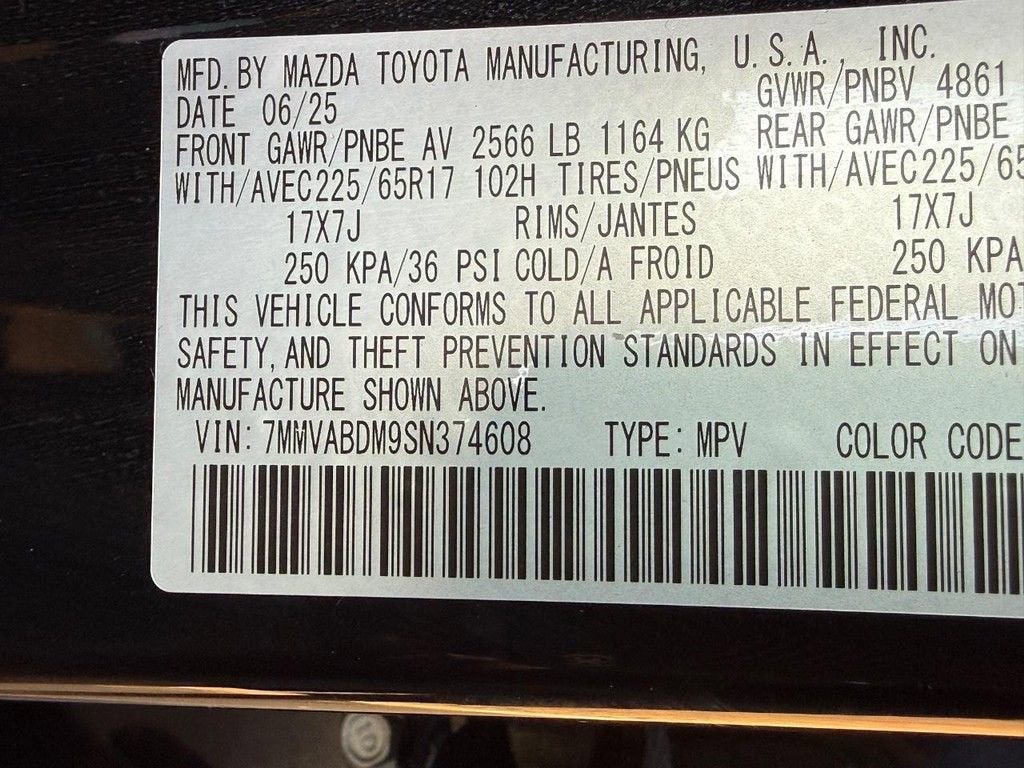 MFD. BY MAZDA TOYOTA MANUFACTURING, U.S.A., INC.
DATE 06/25 GVWR/PNBV 4861
FRONT GAWR/PNBE AV 2566 LB 1164 KG REAR GAWR/PNBE
WITH/AVEC225/65R17 102H TIRES/PNEUS WITH/AVEC225/65
17X7J RIMS/JANTES 17X7J
250 KPA/36 PSI COLD/A FROID 250 KPA
THIS VEHICLE CONFORMS TO ALL APPLICABLE FEDERAL MOT
SAFETY, AND THEFT PREVENTION STANDARDS IN EFFECT ON
MANUFACTURE SHOWN ABOVE.
VIN: 7MMVABDM9SN374608 TYPE: MPV COLOR CODE